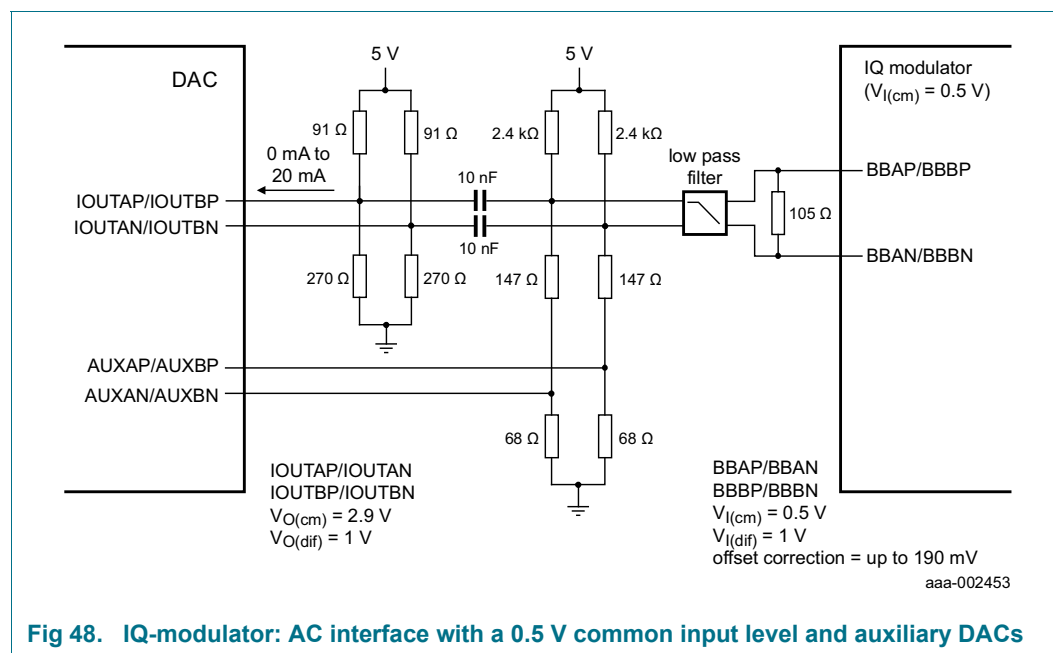 5 V
5 V
DAC
IQ modulator
(VI(cm) = 0.5 V)
91 Ω
91 Ω
2.4 kΩ
2.4 kΩ
0 mA to
20 mA
low pass
filter
10 nF
BBAP/BBBP
IOUTAP/IOUTBP
105 Ω
IOUTAN/IOUTBN
10 nF
BBAN/BBBN
270 Ω
270 Ω
147 Ω
147 Ω
AUXAP/AUXBP
AUXAN/AUXBN
68 Ω
68 Ω
IOUTAP/IOUTAN
IOUTBP/IOUTBN
VO(cm) = 2.9 V
VO(dif) = 1 V
BBAP/BBAN
BBBP/BBBN
VI(cm) = 0.5 V
VI(dif) = 1 V
offset correction = up to 190 mV
aaa-002453
Fig 48. IQ-modulator: AC interface with a 0.5 V common input level and auxiliary DACs